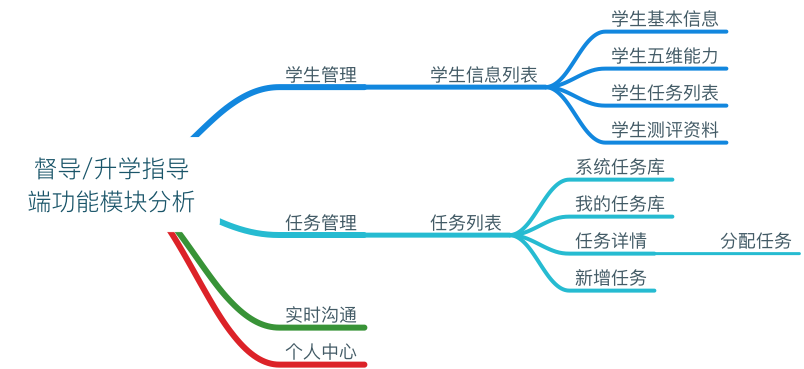 督导/升学指导
端功能模块分析
学生管理
学生信息列表
学生基本信息
学生五维能力
学生任务列表
学生测评资料
任务管理
任务列表
系统任务库
我的任务库
任务详情
分配任务
新增任务
实时沟通
个人中心